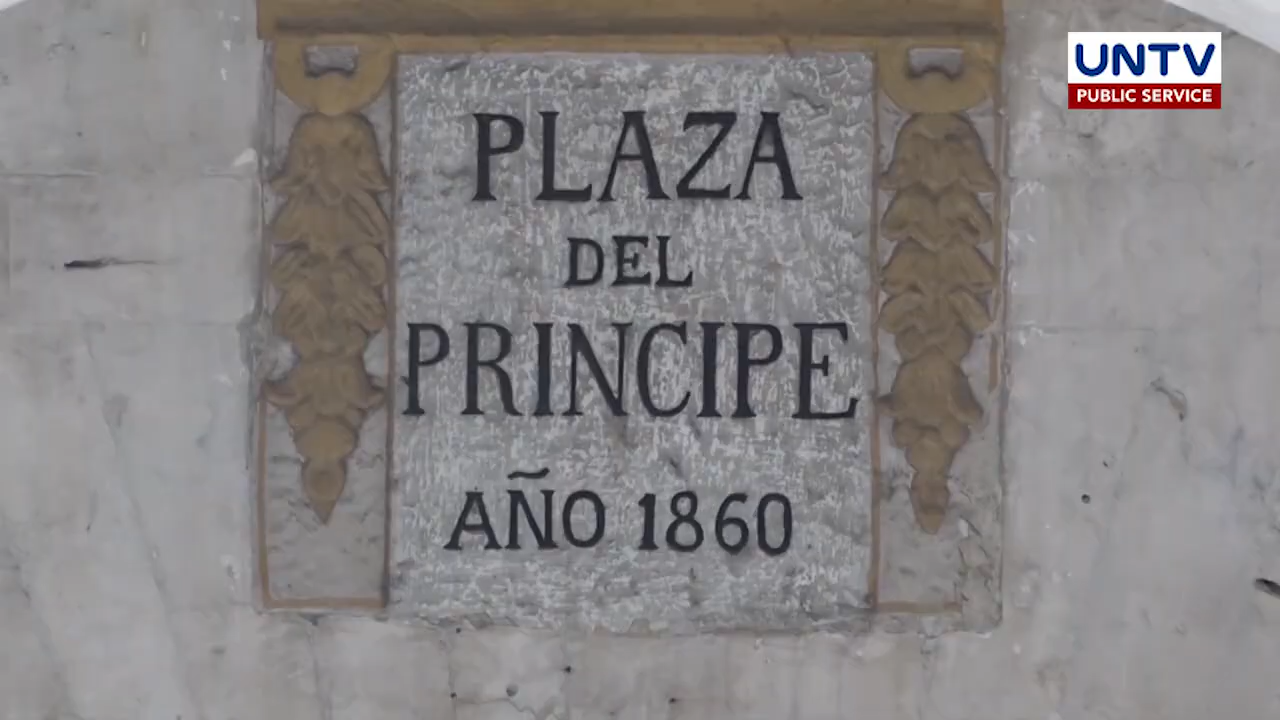 UNTV
PUBLIC SERVICE
PLAZA
DEL
PRINCIPE
AÑO 1860